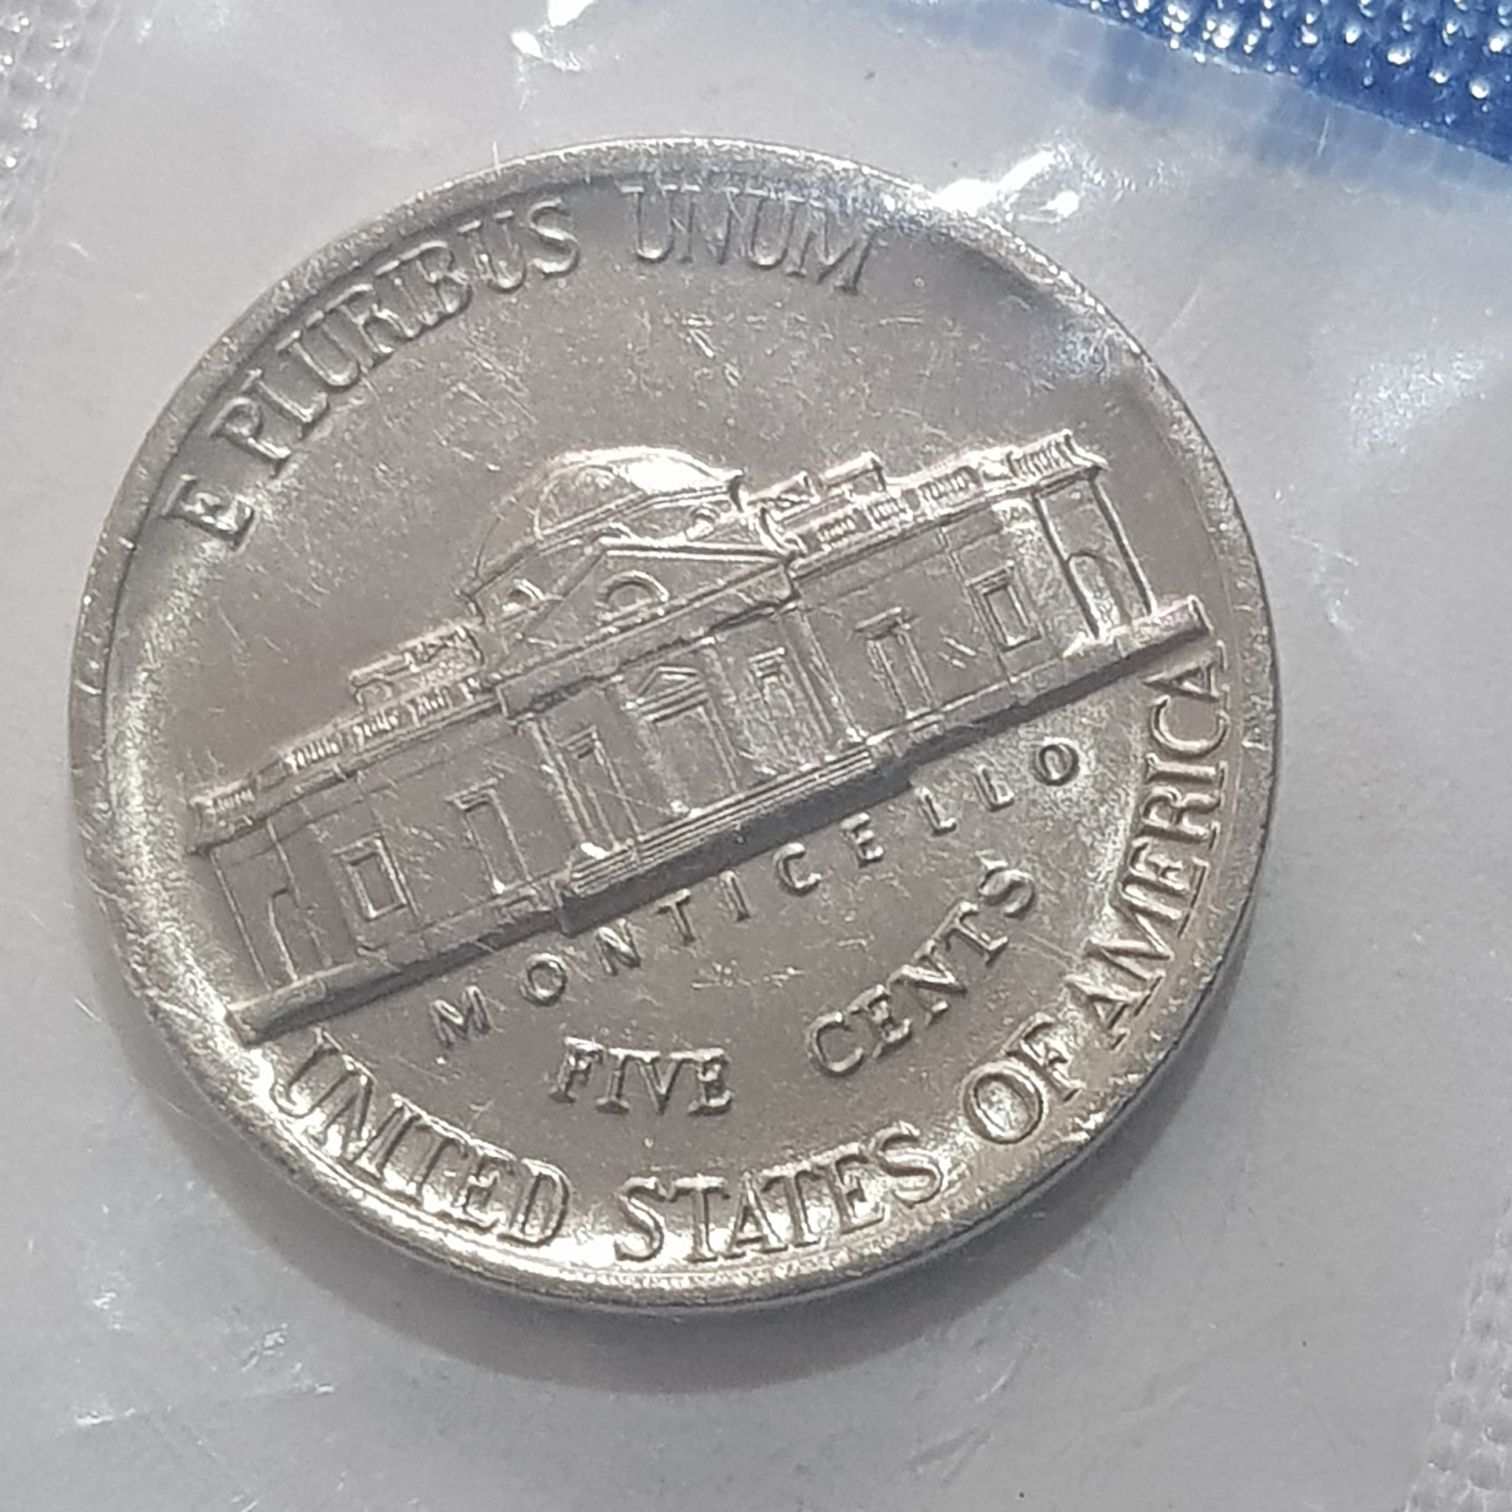 E PLURIBUS UNUM
MONTICELLO
FIVE CENTS
UNITED STATES OF AMERICA